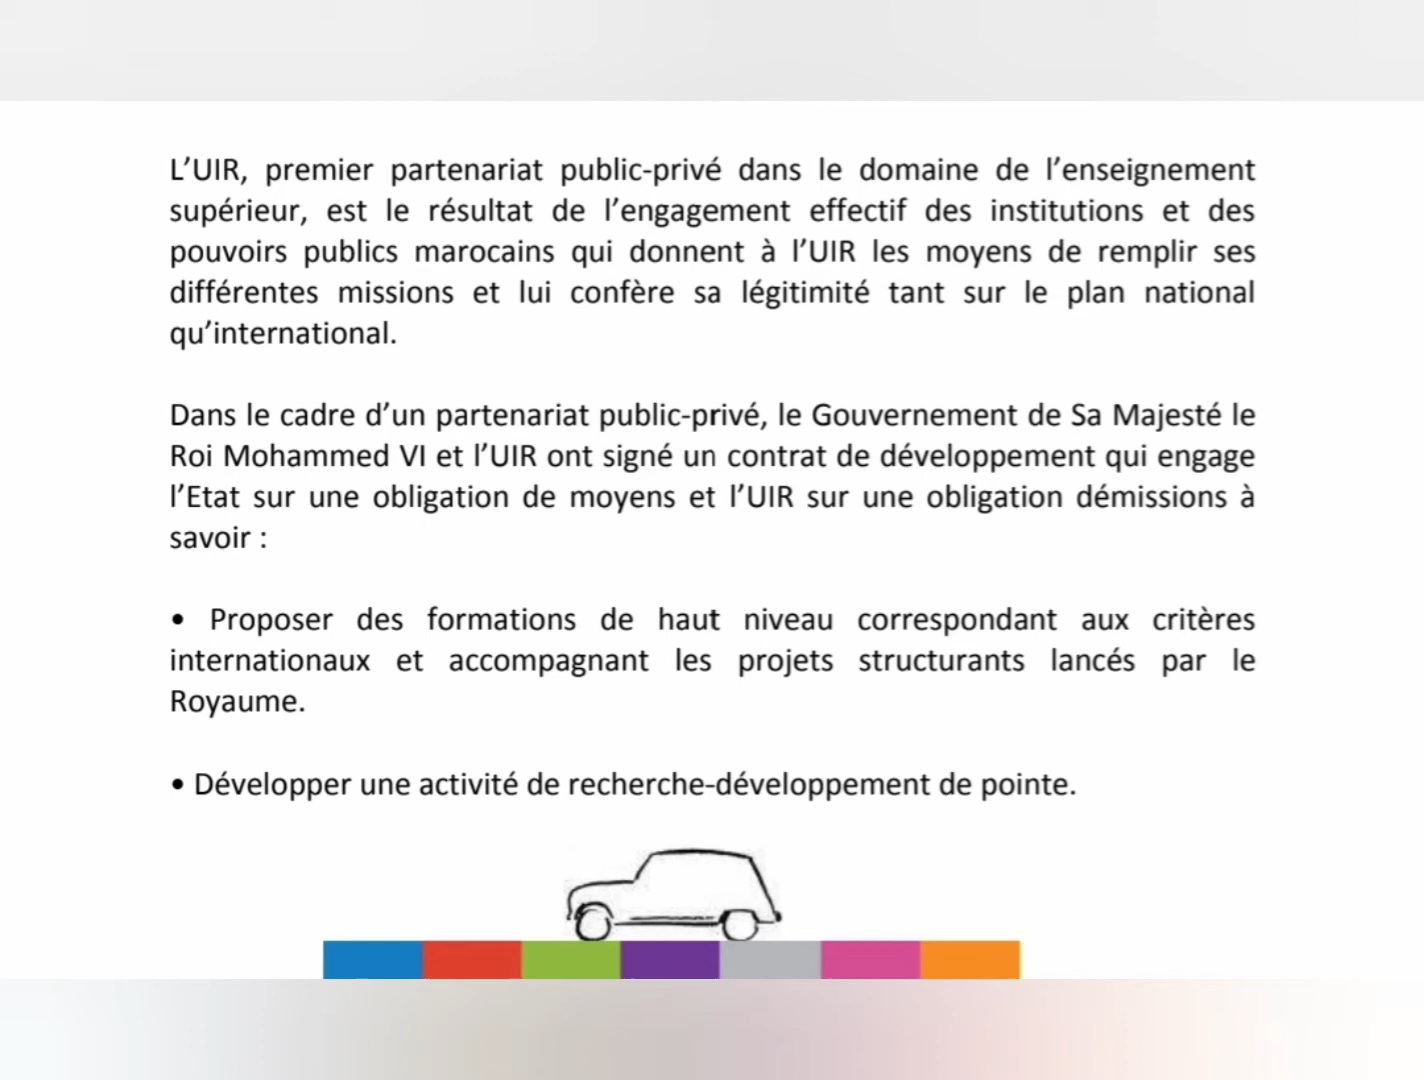 L’UIR, premier partenariat public-privé dans le domaine de l’enseignement
supérieur, est le résultat de l’engagement effectif des institutions et des
pouvoirs publics marocains qui donnent à l’UIR les moyens de remplir ses
différentes missions et lui confère sa légitimité tant sur le plan national
qu’international.
Dans le cadre d’un partenariat public-privé, le Gouvernement de Sa Majesté le
Roi Mohammed VI et l’UIR ont signé un contrat de développement qui engage
l’Etat sur une obligation de moyens et l’UIR sur une obligation démissions à
savoir :
• Proposer des formations de haut niveau correspondant aux critères
internationaux et accompagnant les projets structurants lancés par le
Royaume.
• Développer une activité de recherche-développement de pointe.